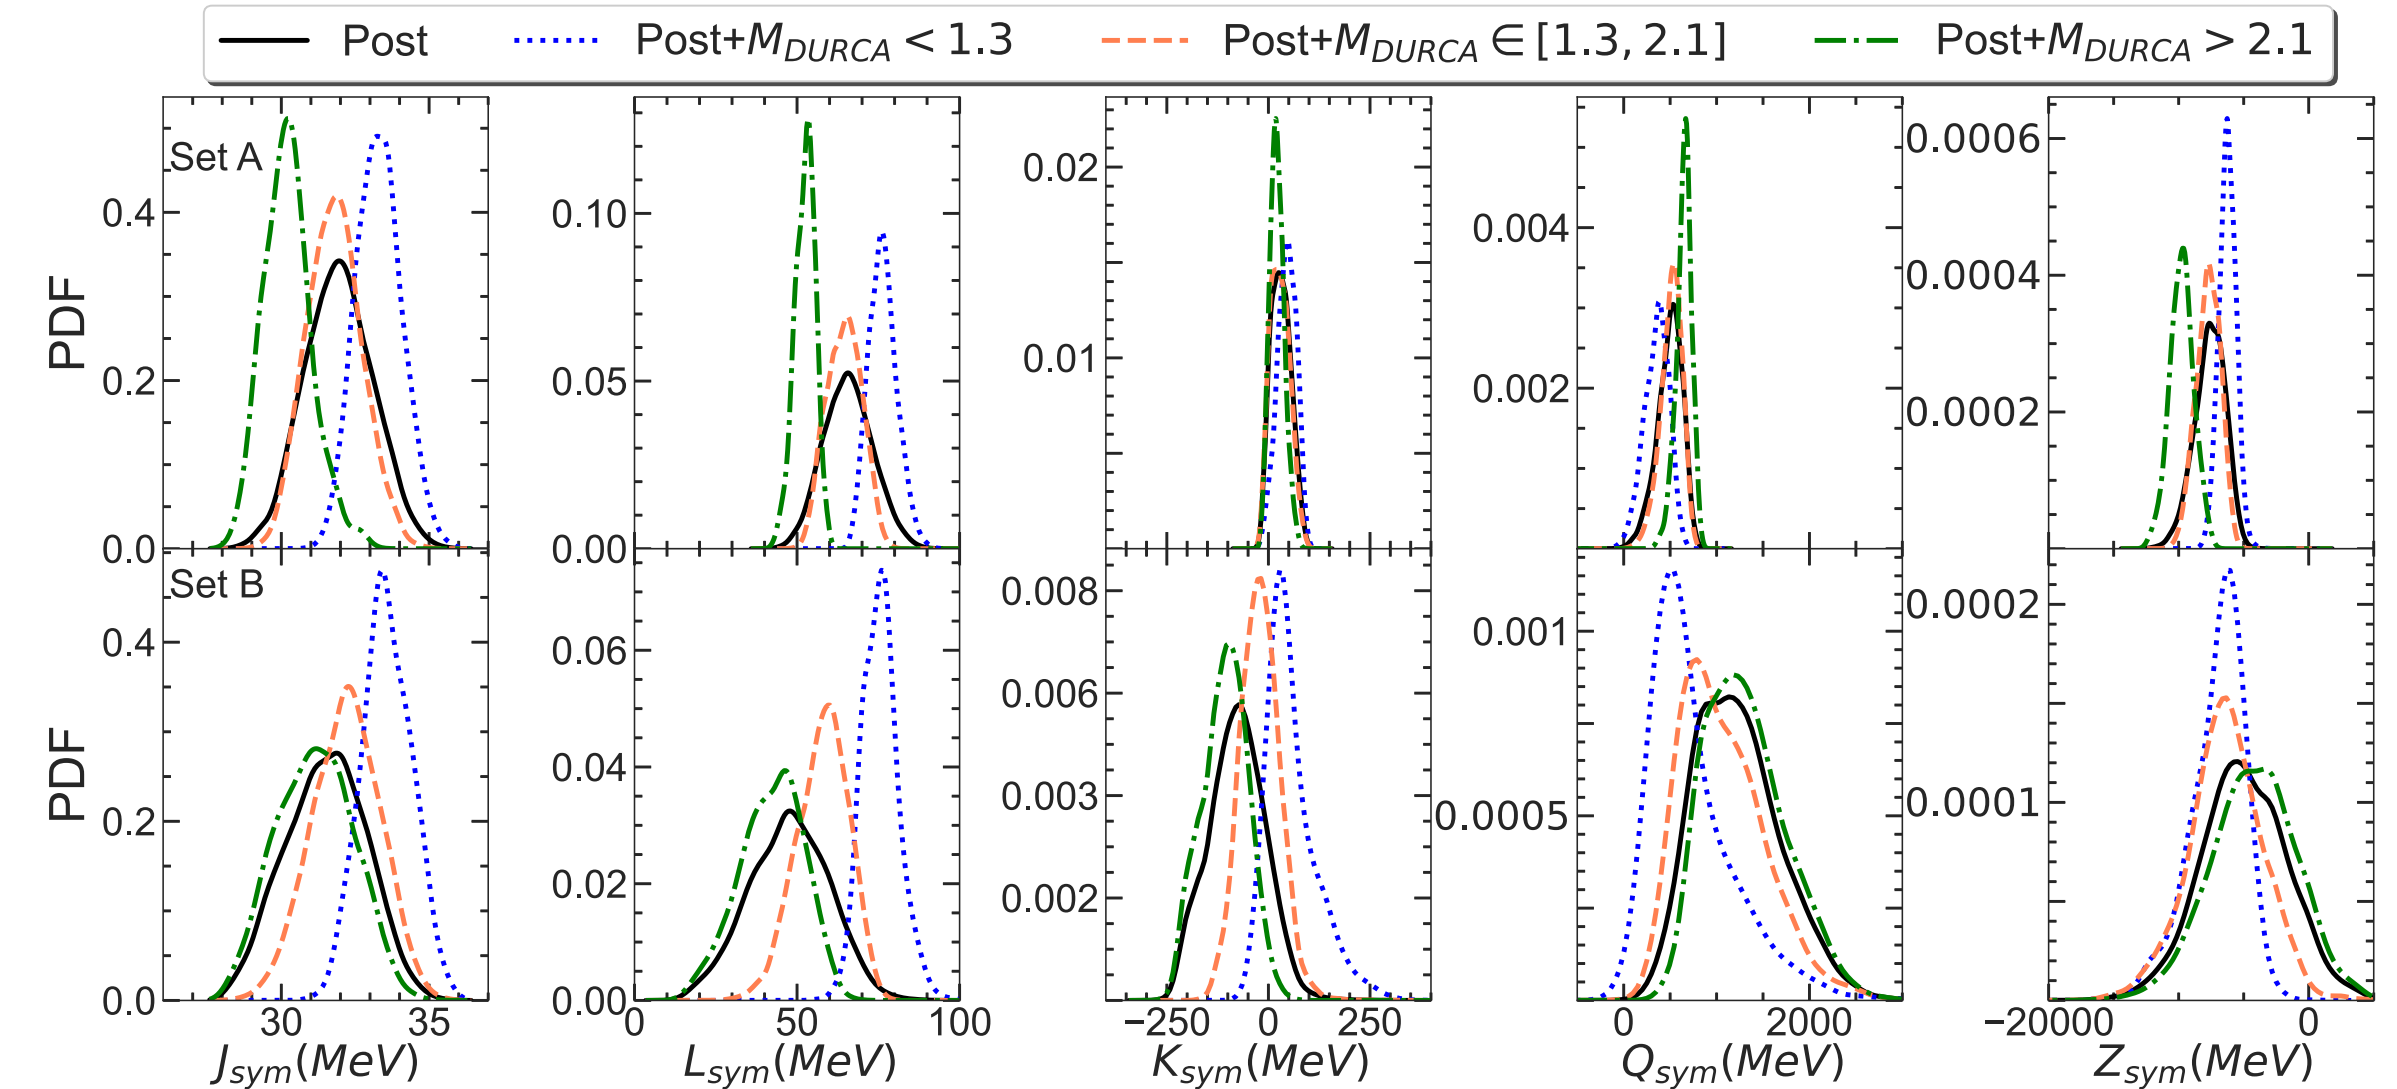 Post Post+M_DURCA < 1.3 Post+M_DURCA ∈ [1.3, 2.1] Post+M_DURCA > 2.1
Set A
PDF
0.4
0.2
0.0
0.10
0.05
0.00
0.02
0.01
0.004
0.002
0.0006
0.0004
0.0002
Set B
PDF
0.4
0.2
0.0
0.06
0.04
0.02
0.00
0.008
0.006
0.003
0.002
0.001
0.0005
0.0002
0.0001
30 35
0 50 100
−250 0 250
0 2000
−20000 0
J_sym(MeV)
L_sym(MeV)
K_sym(MeV)
Q_sym(MeV)
Z_sym(MeV)